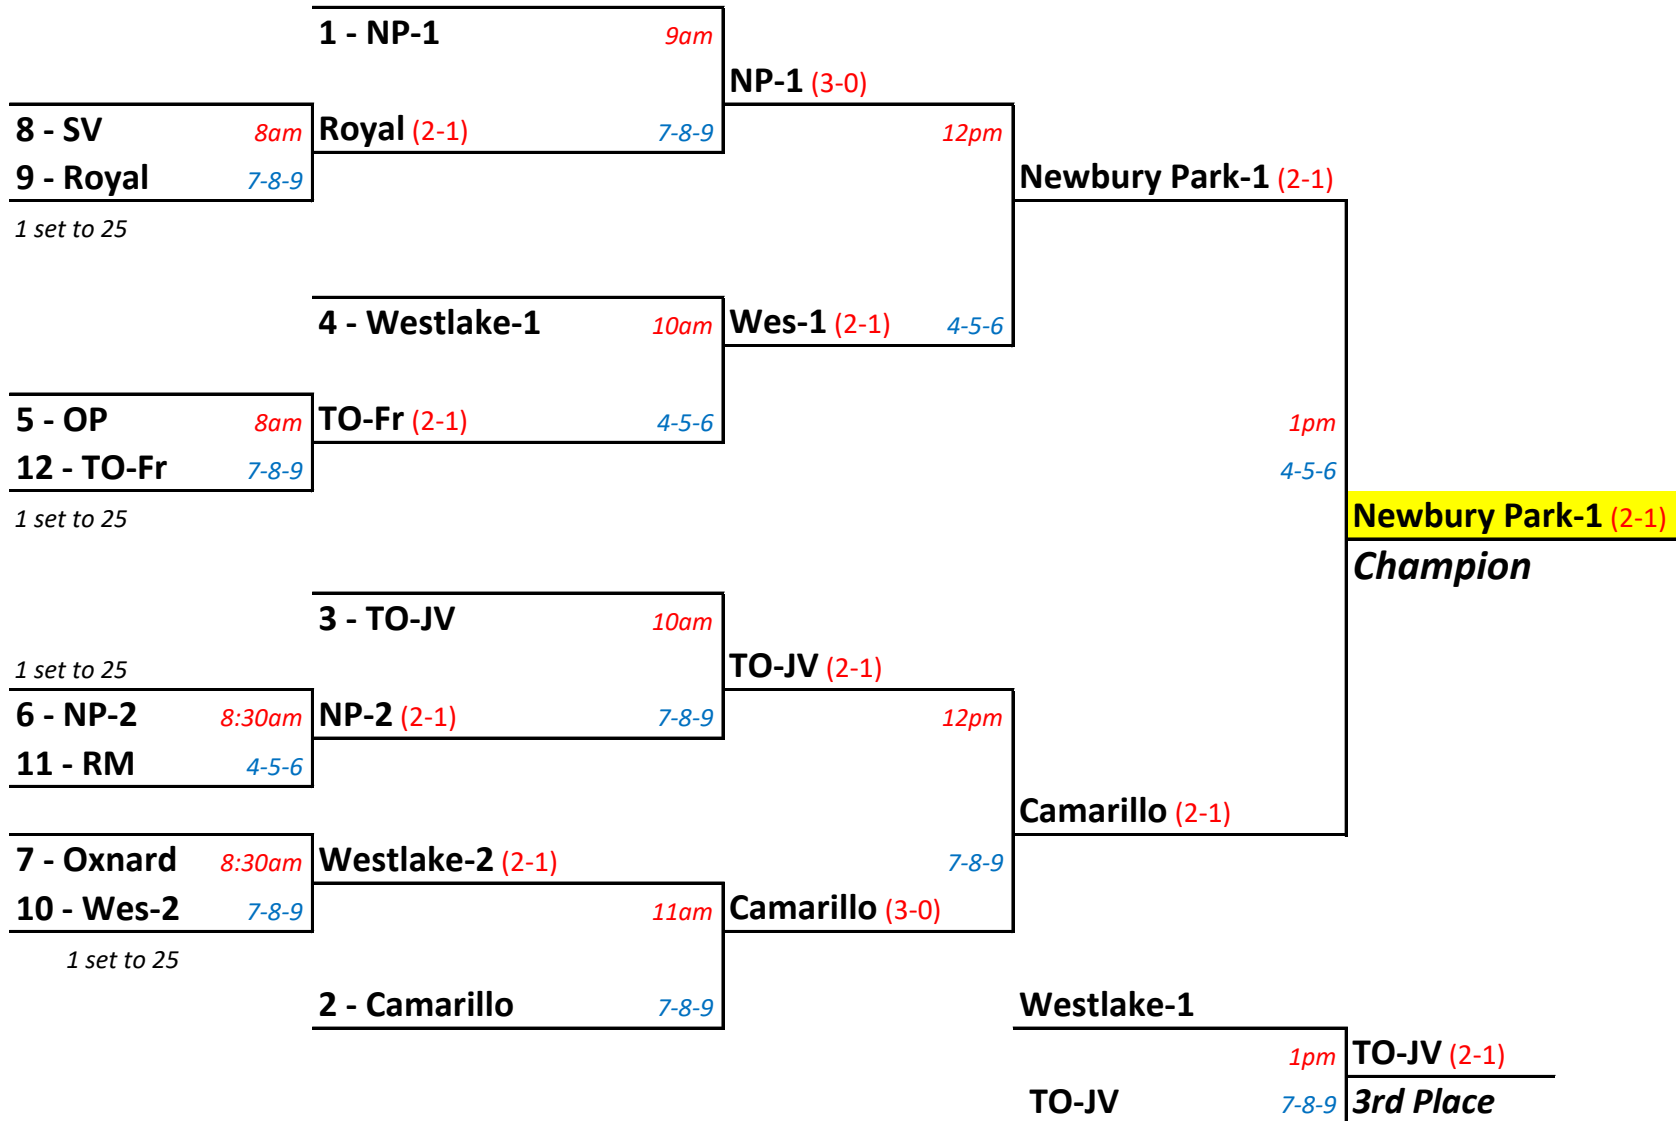 1 - NP-1 9am
NP-1 (3-0)
8 - SV 8am Royal (2-1) 7-8-9 12pm
9 - Royal 7-8-9 Newbury Park-1 (2-1)
1 set to 25
4 - Westlake-1 10am Wes-1 (2-1) 4-5-6
5 - OP 8am TO-Fr (2-1) 4-5-6 1pm
12 - TO-Fr 7-8-9 4-5-6
1 set to 25 Newbury Park-1 (2-1)
Champion
3 - TO-JV 10am
1 set to 25 TO-JV (2-1)
6 - NP-2 8:30am NP-2 (2-1) 7-8-9 12pm
11 - RM 4-5-6
Camarillo (2-1)
7 - Oxnard 8:30am Westlake-2 (2-1) 7-8-9
10 - Wes-2 7-8-9 11am Camarillo (3-0)
1 set to 25
2 - Camarillo 7-8-9 Westlake-1
1pm TO-JV (2-1)
TO-JV 7-8-9 3rd Place